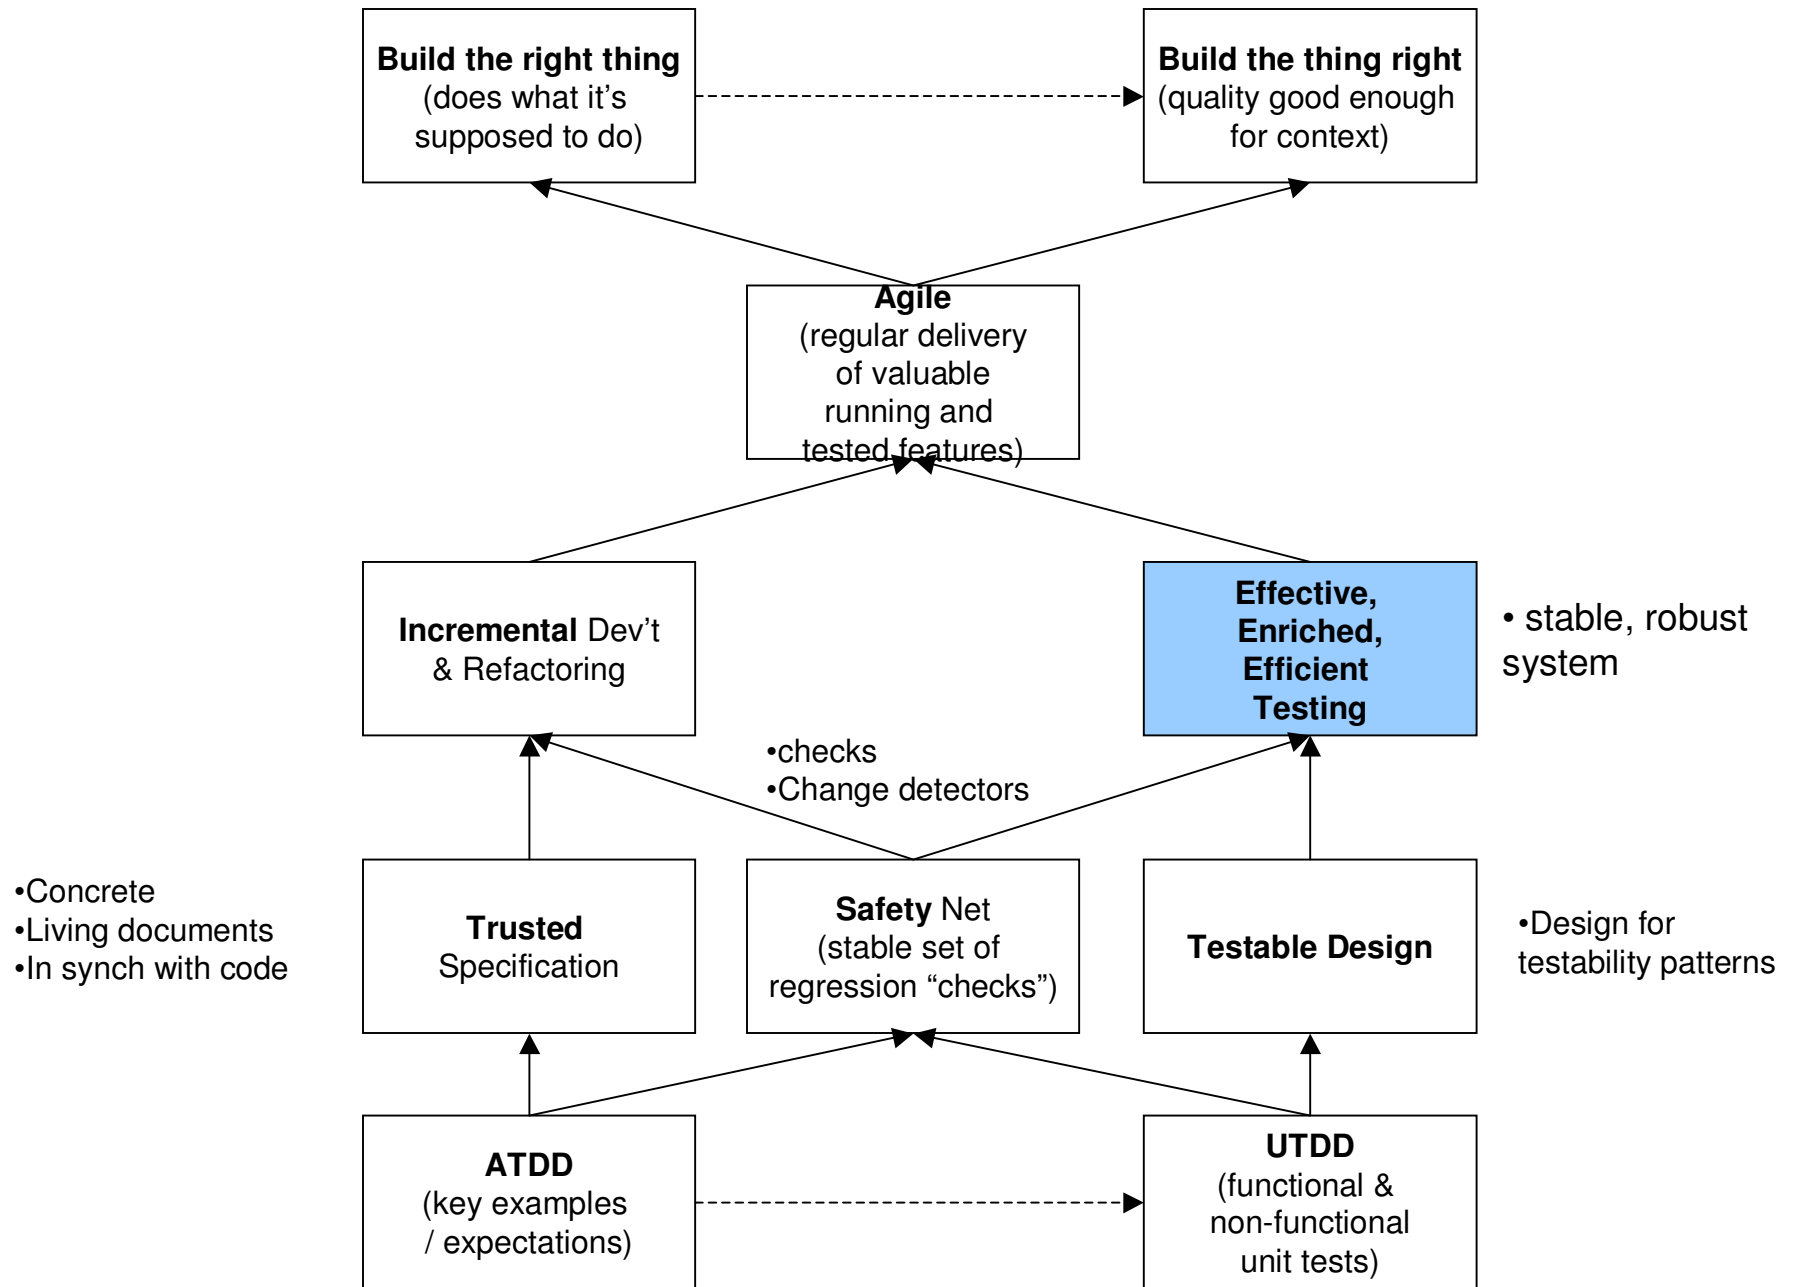 Build the right thing
(does what it’s
supposed to do)
Build the thing right
(quality good enough
for context)
Agile
(regular delivery
of valuable
running and
tested features)
Incremental Dev’t
& Refactoring
Effective,
Enriched,
Efficient
Testing
• stable, robust
system
•checks
•Change detectors
•Concrete
•Living documents
•In synch with code
Trusted
Specification
Safety Net
(stable set of
regression “checks”)
Testable Design
•Design for
testability patterns
ATDD
(key examples
/ expectations)
UTDD
(functional &
non-functional
unit tests)